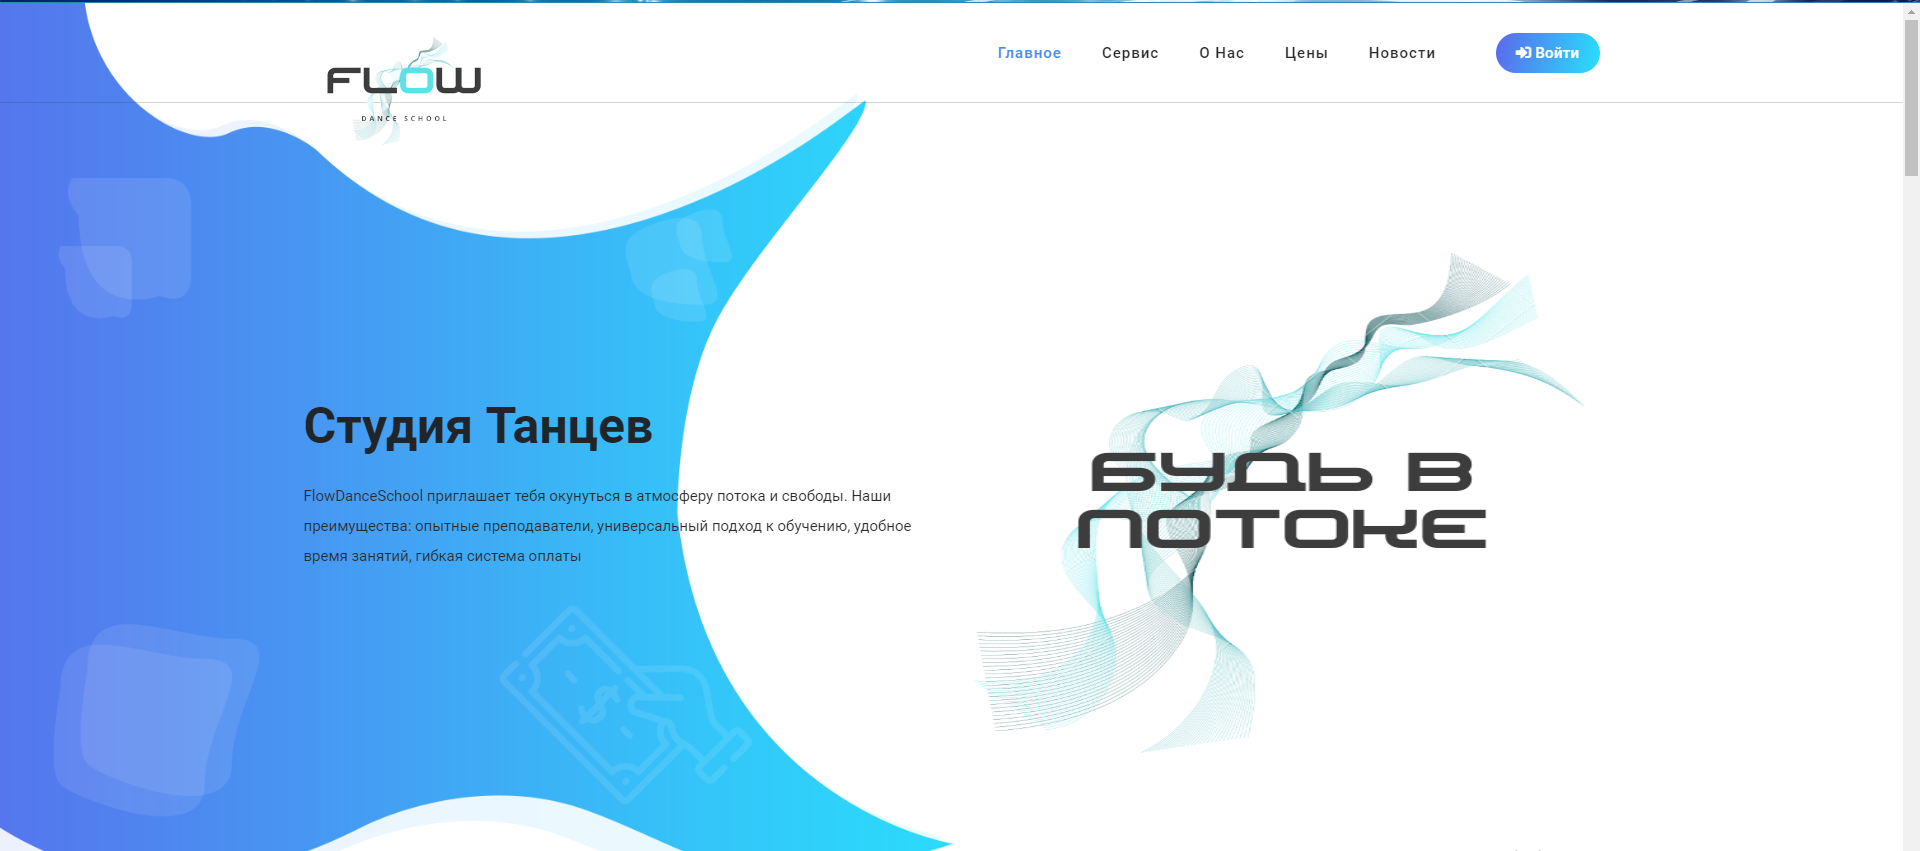 FLOW
DANCE SCHOOL
Главное
Сервис
О Нас
Цены
Новости
Войти
Студия Танцев
FlowDanceSchool приглашает тебя окунуться в атмосферу потока и свободы. Наши
преимущества: опытные преподаватели, универсальный подход к обучению, удобное
время занятий, гибкая система оплаты
БУДЬ В
ПОТОКЕ